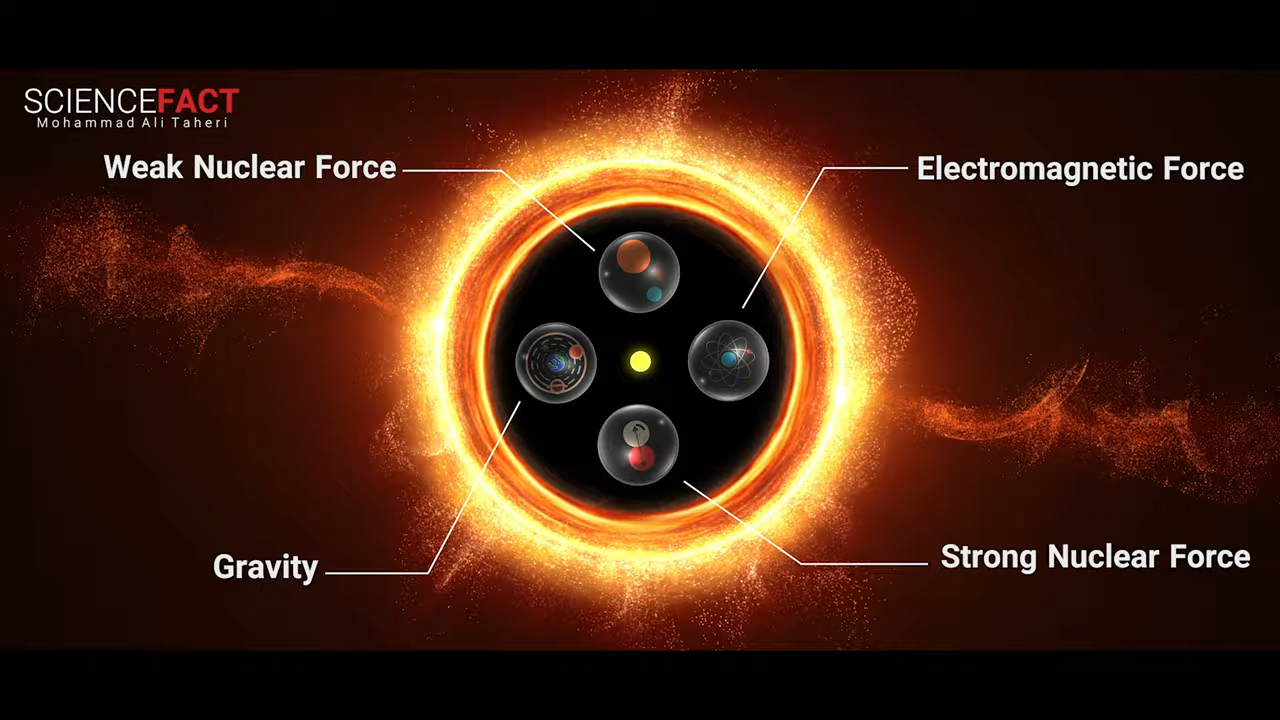 SCIENCEFACT
Mohammad Ali Taheri
Weak Nuclear Force
Electromagnetic Force
Gravity
Strong Nuclear Force